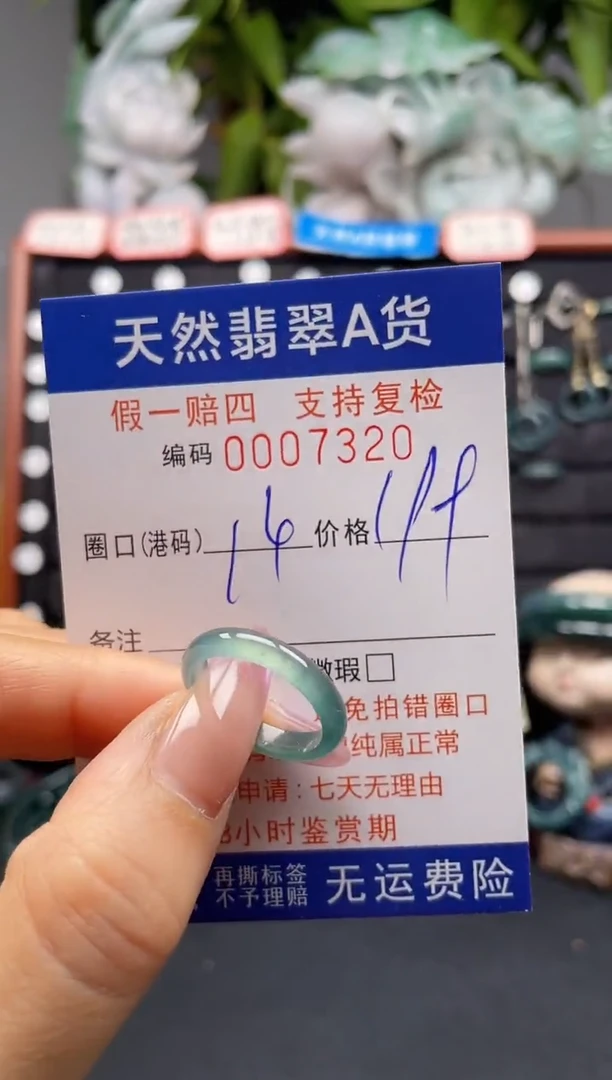 天然翡翠A货
假一赔四 支持复检
编码 0007320
圈口(港码) 14 价格 199
备注
微瑕□
免拍错圈口
纯属正常
申请：七天无理由
小时鉴赏期
再撕标签
不予理赔
无运费险